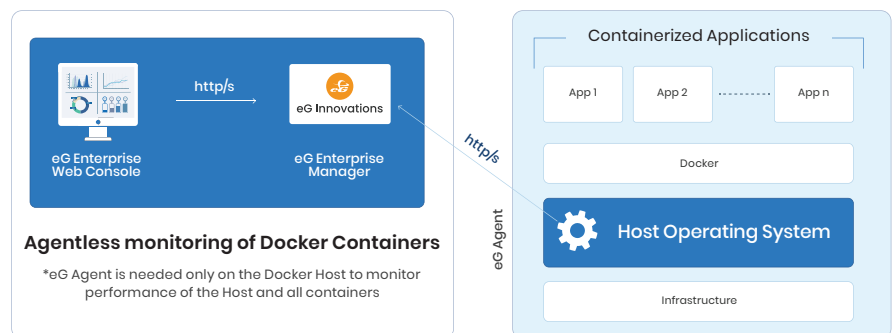 http/s
eG Innovations
eG Enterprise
Web Console
eG Enterprise
Manager
Agentless monitoring of Docker Containers
*eG Agent is needed only on the Docker Host to monitor
performance of the Host and all containers
http/s
eG Agent
Containerized Applications
App 1
App 2
App n
Docker
Host Operating System
Infrastructure